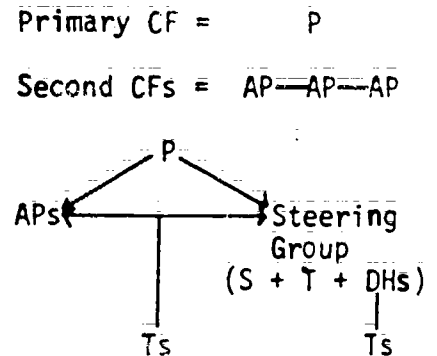 Primary CF = P
Second CFs = AP—AP—AP
P
APs Steering
Group
(S + T + DHs)
Ts Ts